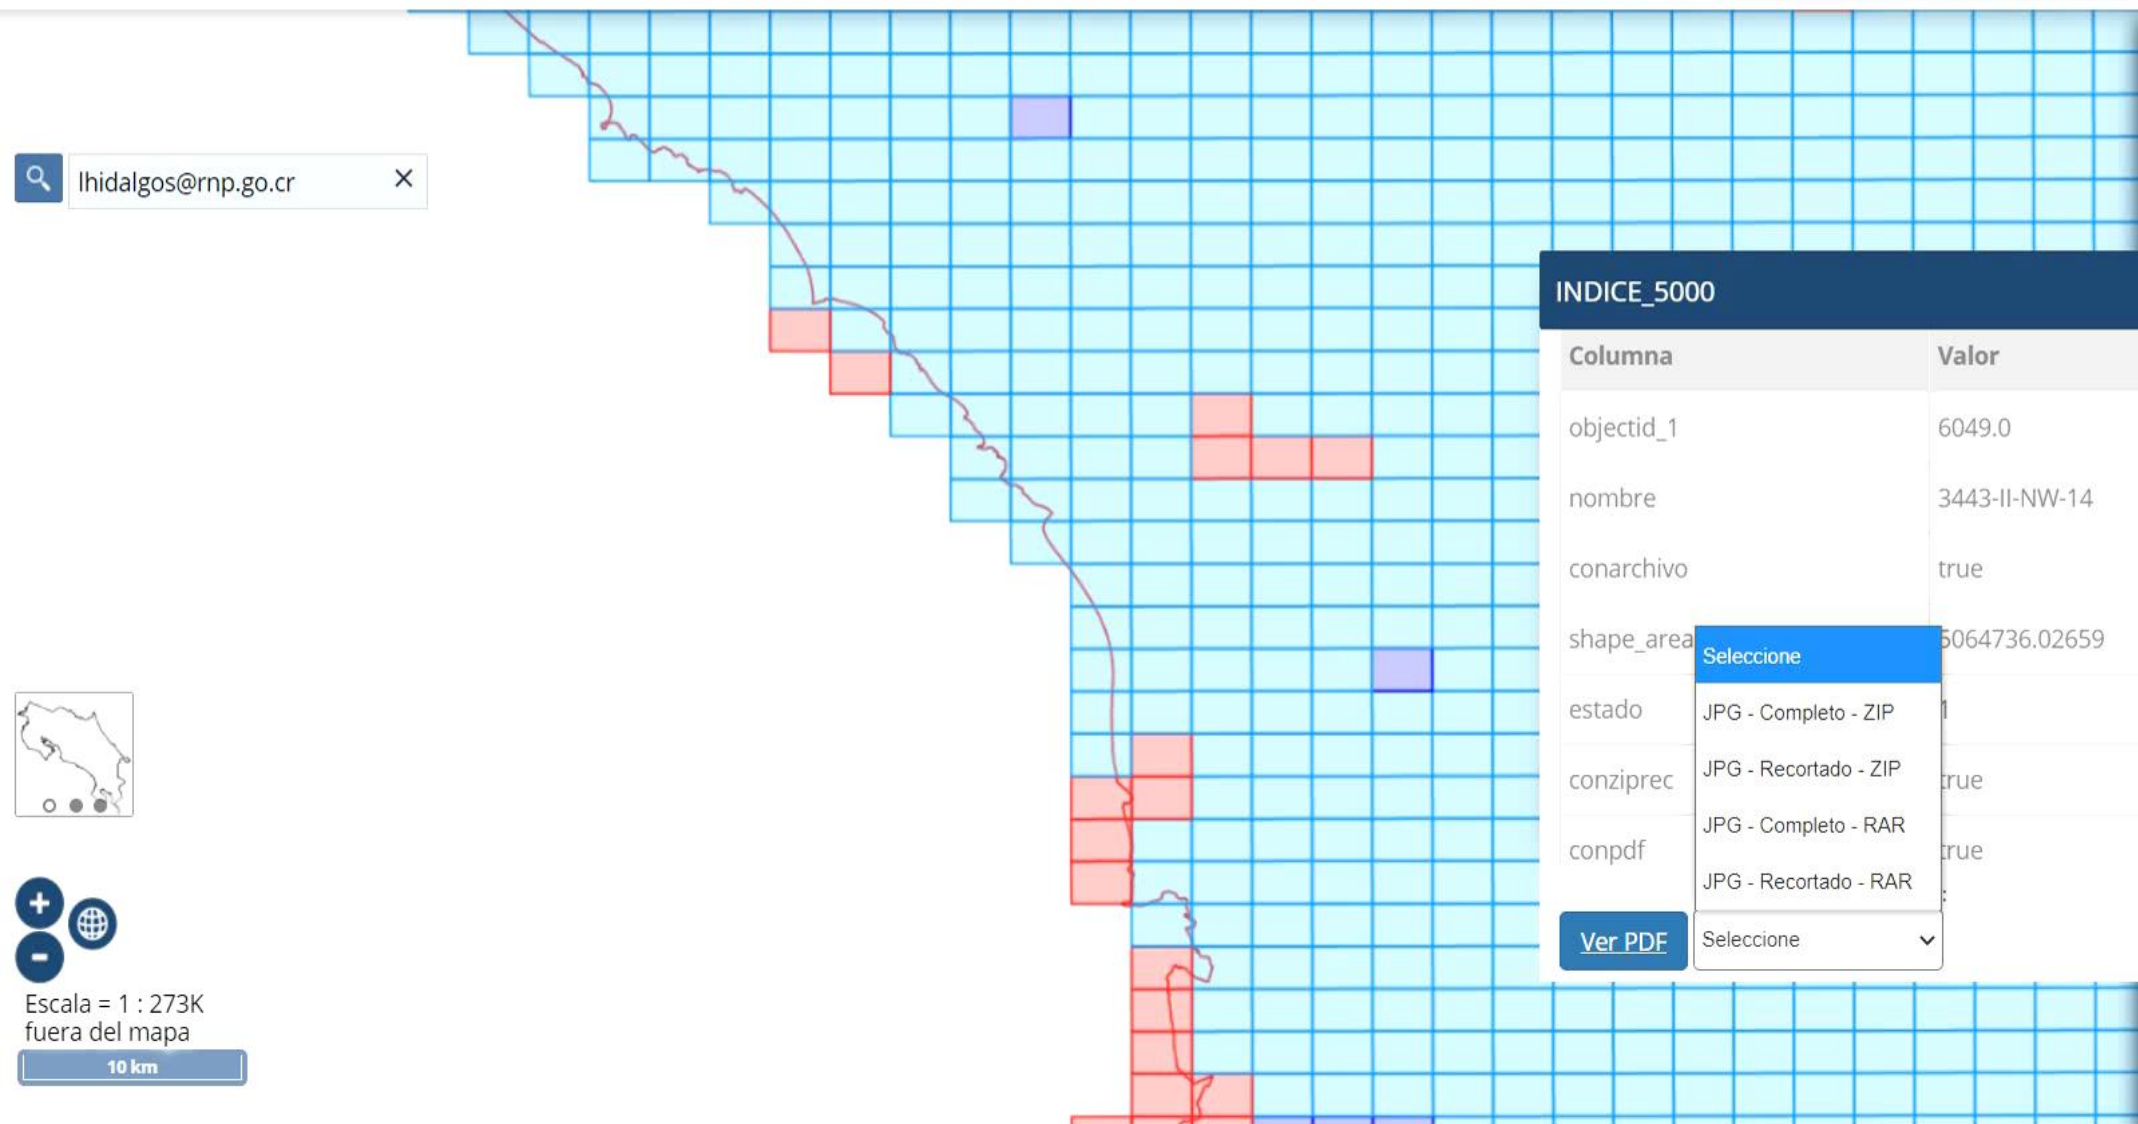 lhidalgos@rnp.go.cr
INDICE_5000
Columna Valor
objectid_1 6049.0
nombre 3443-II-NW-14
conarchivo true
shape_area 5064736.02659
Seleccione
estado 1
JPG - Completo - ZIP
JPG - Recortado - ZIP
conziprec true
JPG - Completo - RAR
conpdf true
JPG - Recortado - RAR
Ver PDF Seleccione
Escala = 1 : 273K
fuera del mapa
10 km